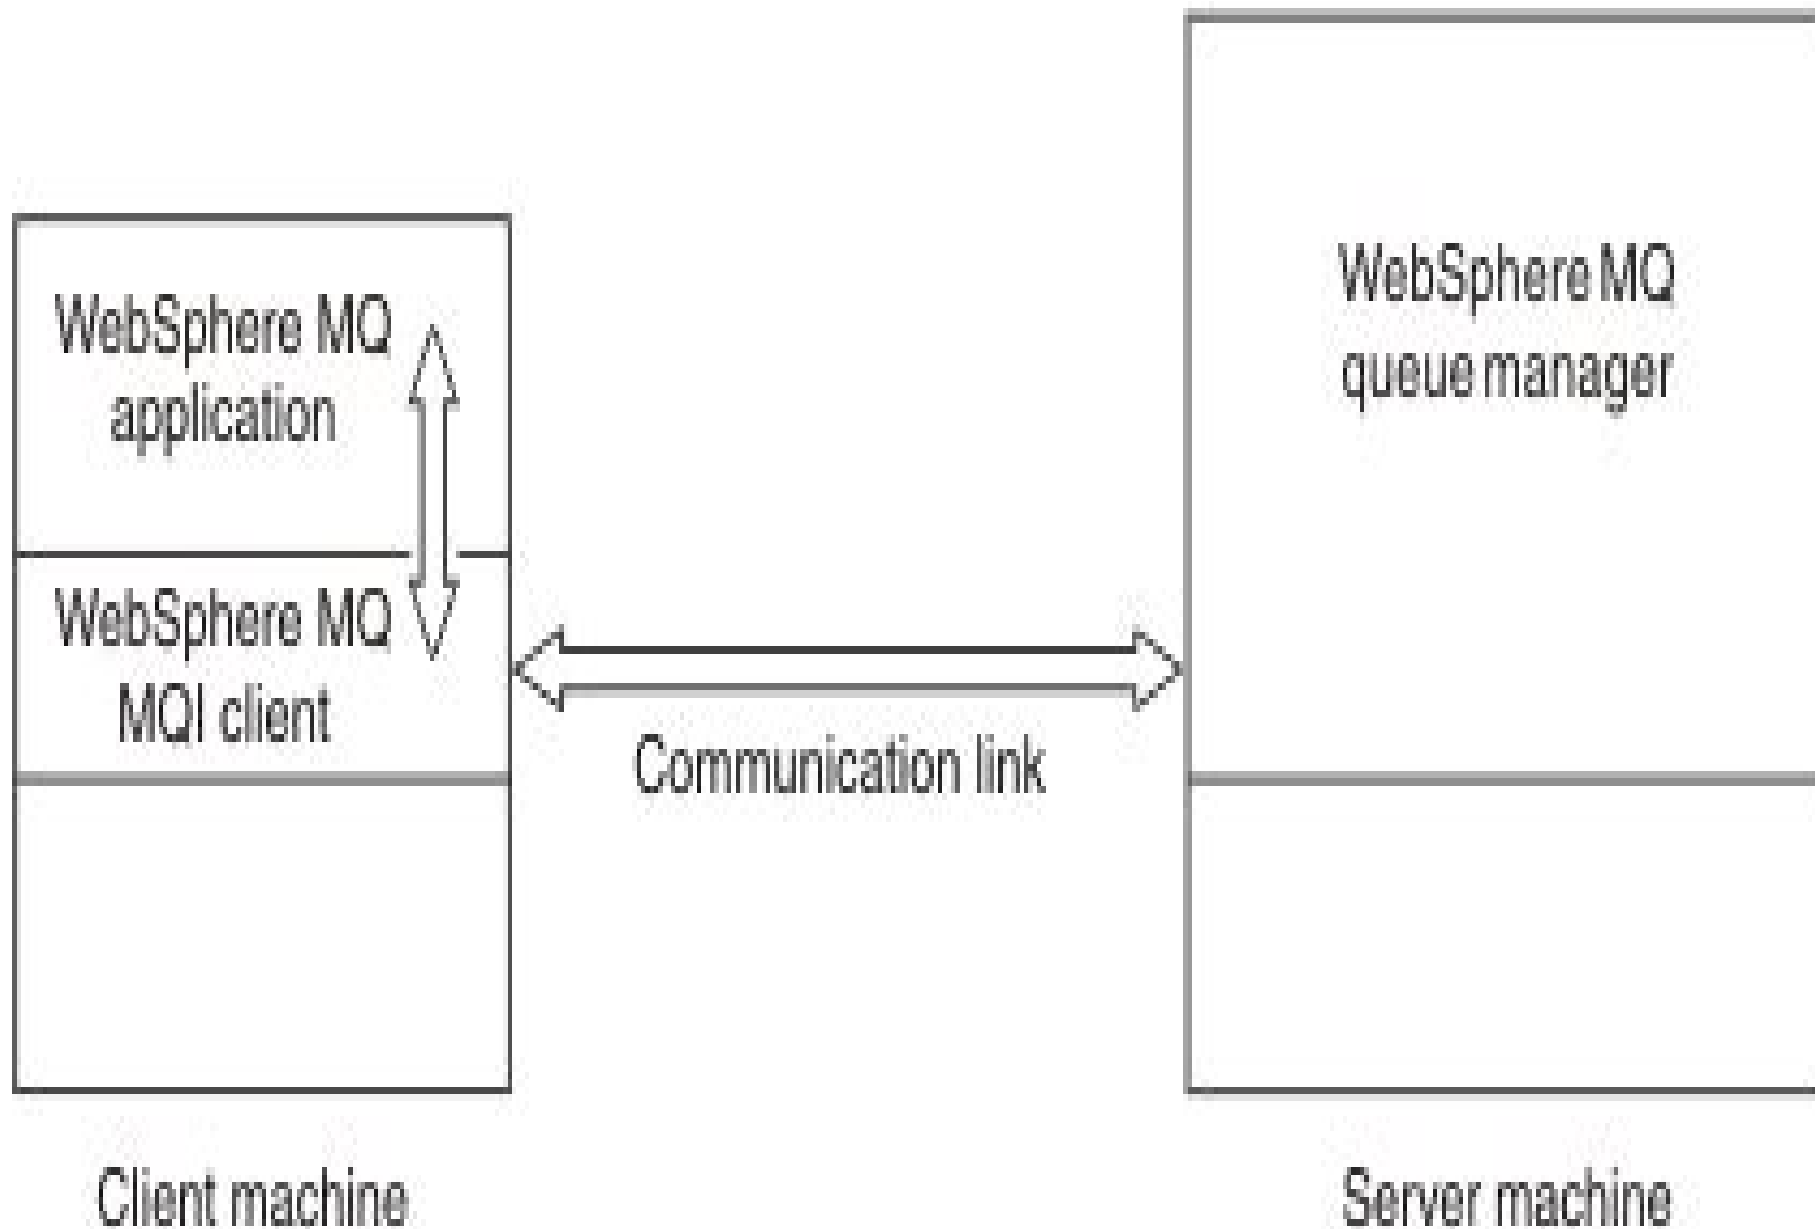 WebSphere MQ
application
WebSphere MQ
MQI client
Communication link
WebSphere MQ
queue manager
Client machine
Server machine